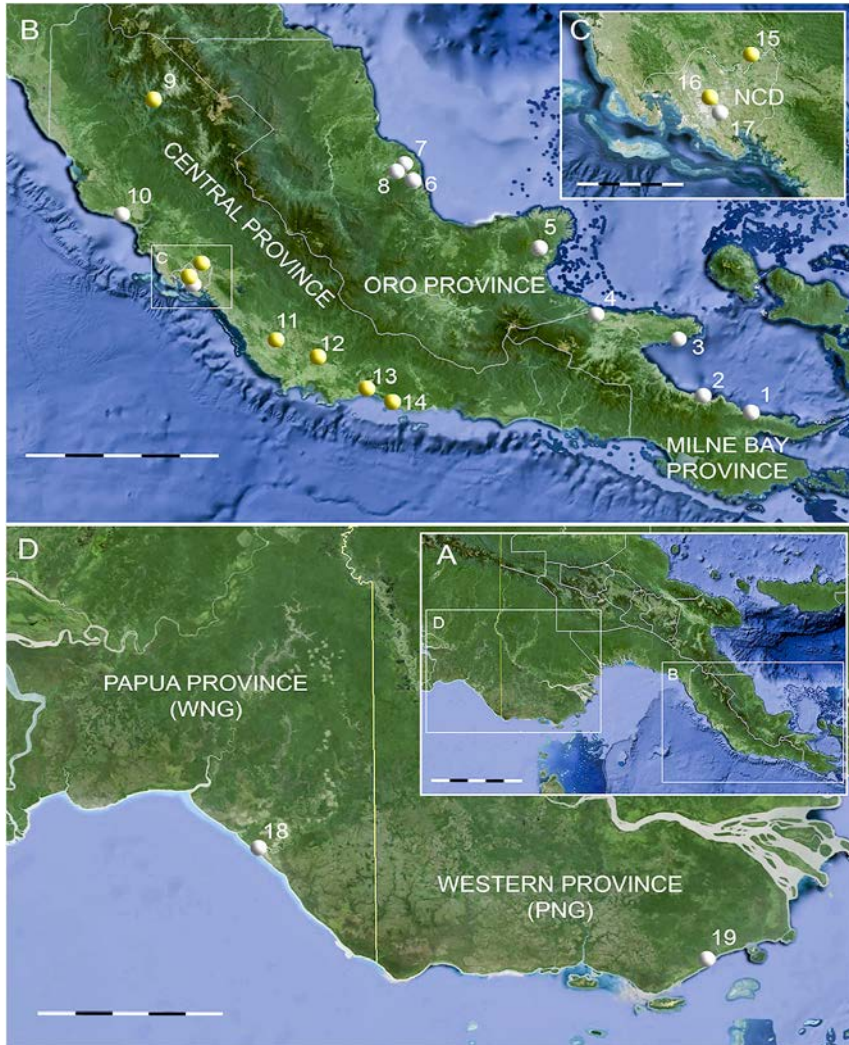 B
9
10
CENTRAL PROVINCE
7
8
6
5
ORO PROVINCE
4
3
2
1
MILNE BAY
PROVINCE
C
11
12
13
14
C
15
16
NCD
17
D
PAPUA PROVINCE
(WNG)
18
WESTERN PROVINCE
(PNG)
19
A
D
B